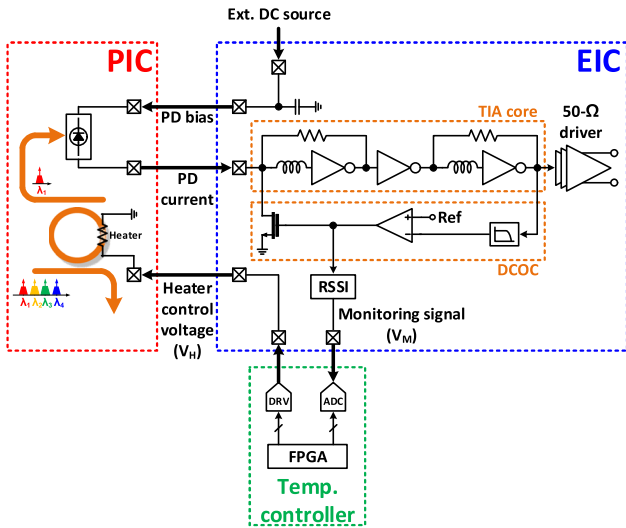 Ext. DC source
PIC
EIC
PD bias
TIA core
50-Ω
driver
PD
current
λ1
Ref
Heater
DCOC
λ1 λ2 λ3 λ4
Heater
control
voltage
(VH)
RSSI
Monitoring signal
(VM)
DRV
ADC
FPGA
Temp.
controller